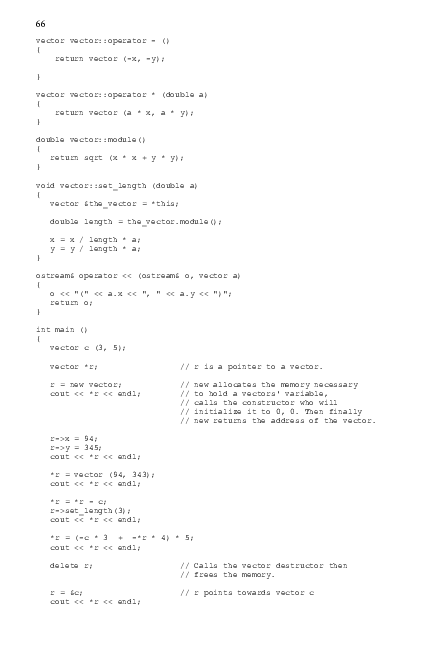 66
vector vector::operator - ()
{
return vector (-x, -y);
}
vector vector::operator * (double a)
{
return vector (a * x, a * y);
}
double vector::module()
{
return sqrt (x * x + y * y);
}
void vector::set_length (double a)
{
vector &the_vector = *this;
double length = the_vector.module();
x = x / length * a;
y = y / length * a;
}
ostream& operator << (ostream& o, vector a)
{
o << "(" << a.x << ", " << a.y << ")";
return o;
}
int main ()
{
vector c (3, 5);
vector *r; // r is a pointer to a vector.
r = new vector; // new allocates the memory necessary
cout << *r << endl; // to hold a vectors' variable,
// calls the constructor who will
// initialize it to 0, 0. Then finally
// new returns the address of the vector.
r->x = 94;
r->y = 345;
cout << *r << endl;
*r = vector (94, 343);
cout << *r << endl;
*r = *r - c;
r->set_length(3);
cout << *r << endl;
*r = (-c * 3 + -*r * 4) * 5;
cout << *r << endl;
delete r; // Calls the vector destructor then
// frees the memory.
r = &c; // r points towards vector c
cout << *r << endl;